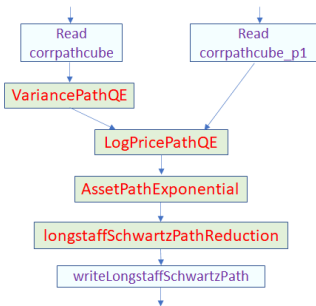 Read
corrpathcube
Read
corrpathcube_p1
VariancePathQE
LogPricePathQE
AssetPathExponential
longstaffSchwartzPathReduction
writeLongstaffSchwartzPath